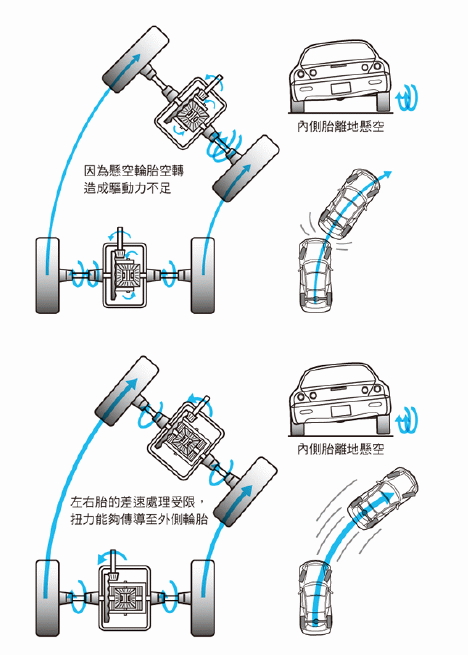 內側胎離地懸空
因為懸空輪胎空轉
造成驅動力不足
內側胎離地懸空
左右胎的差速處理受限，
扭力能夠傳導至外側輪胎